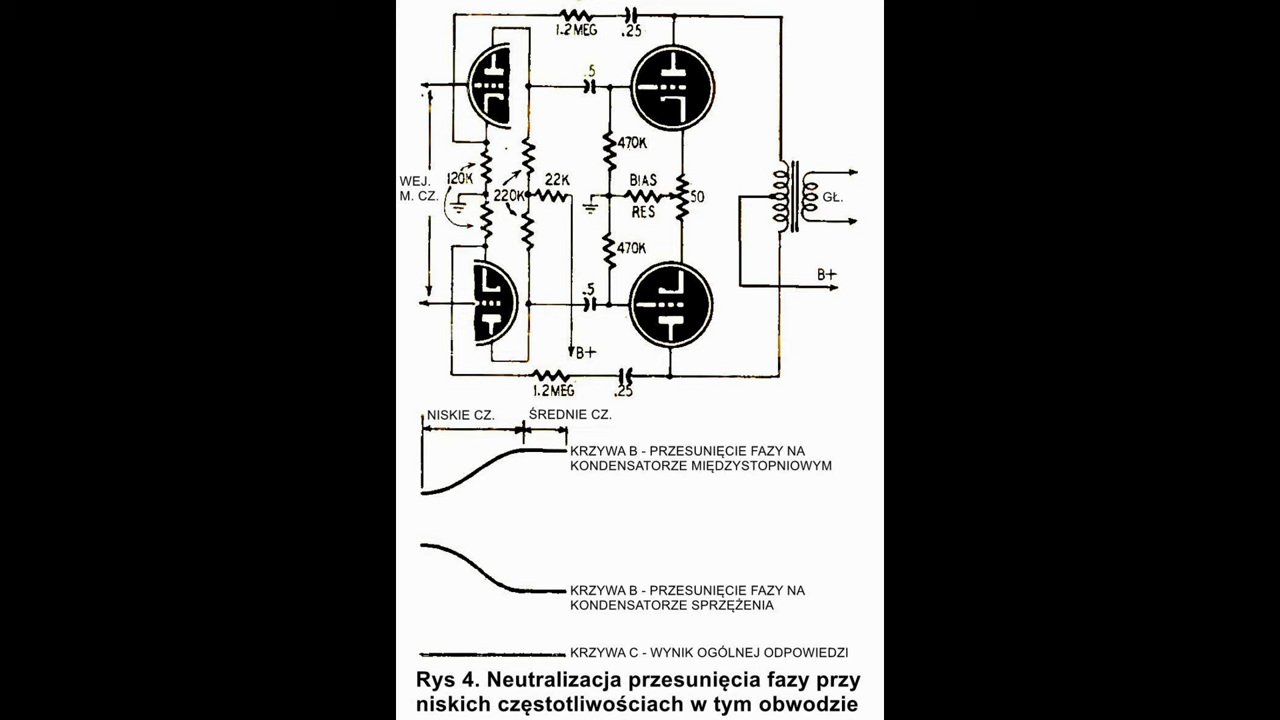 1.2 MEG
.25
.5
470K
WEJ.
M. CZ.
120K
220K
22K
BIAS
RES
50
GŁ.
470K
B+
.5
B+
1.2MEG
.25
NISKIE CZ.
ŚREDNIE CZ.
KRZYWA B - PRZESUNIĘCIE FAZY NA
KONDENSATORZE MIĘDZYSTOPNIOWYM
KRZYWA B - PRZESUNIĘCIE FAZY NA
KONDENSATORZE SPRZĘŻENIA
KRZYWA C - WYNIK OGÓLNEJ ODPOWIEDZI
Rys 4. Neutralizacja przesunięcia fazy przy
niskich częstotliwościach w tym obwodzie